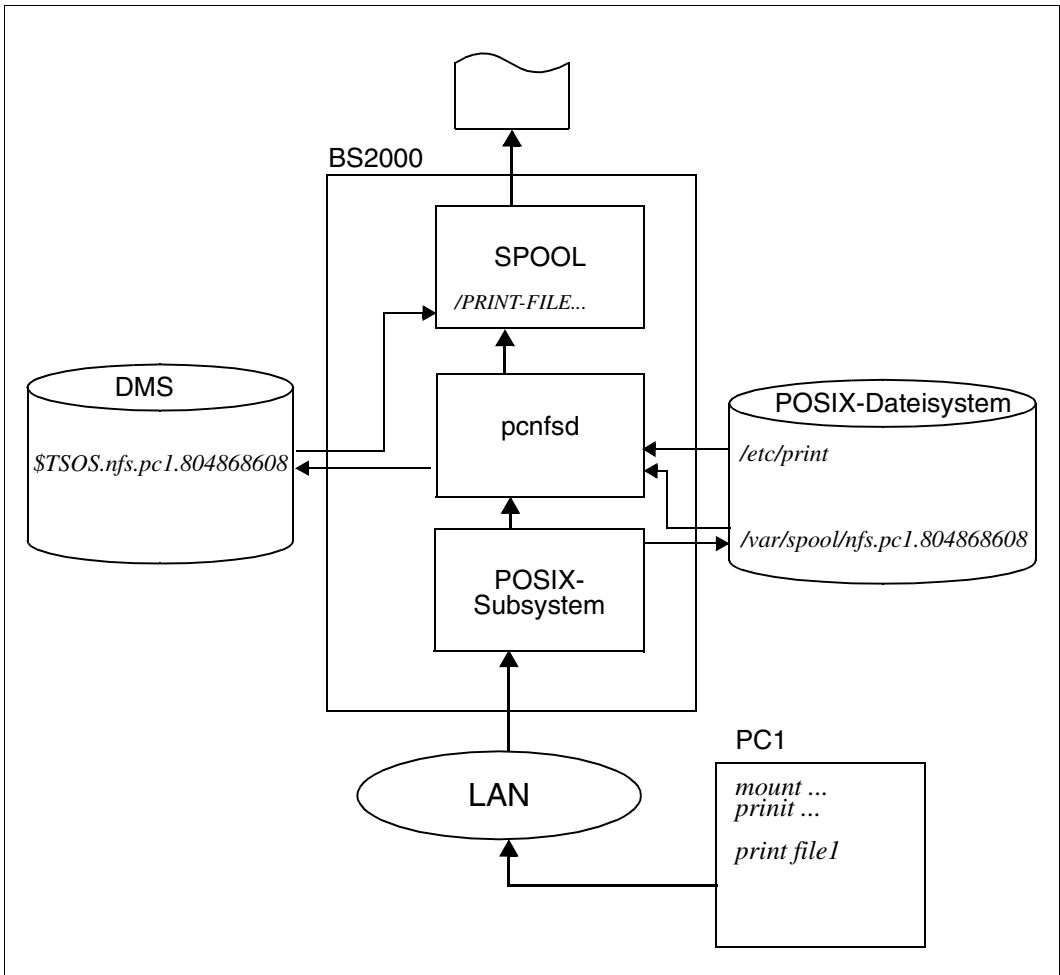 BS2000
SPOOL
/PRINT-FILE...
DMS
$TSOS.nfs.pc1.804868608
pcnfsd
POSIX-Dateisystem
/etc/print
/var/spool/nfs.pc1.804868608
POSIX-
Subsystem
LAN
PC1
mount ...
prinit ...
print file1